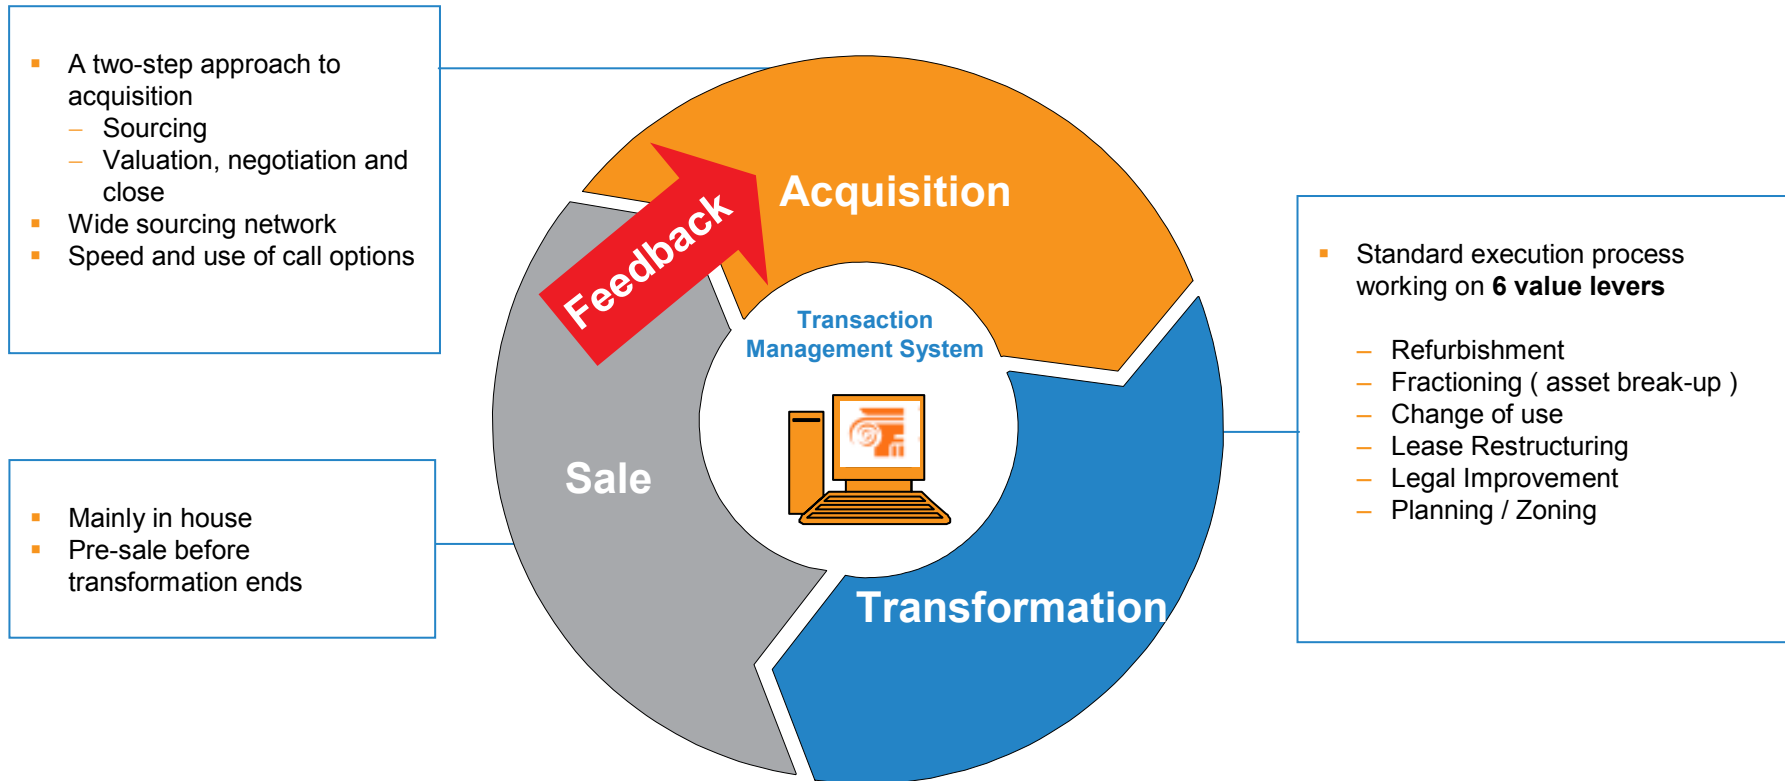 ▪ A two-step approach to
acquisition
– Sourcing
– Valuation, negotiation and
close
▪ Wide sourcing network
▪ Speed and use of call options
Acquisition
Feedback
Transaction
Management System
Sale
Transformation
▪ Standard execution process
working on 6 value levers
– Refurbishment
– Fractioning ( asset break-up )
– Change of use
– Lease Restructuring
– Legal Improvement
– Planning / Zoning
▪ Mainly in house
▪ Pre-sale before
transformation ends